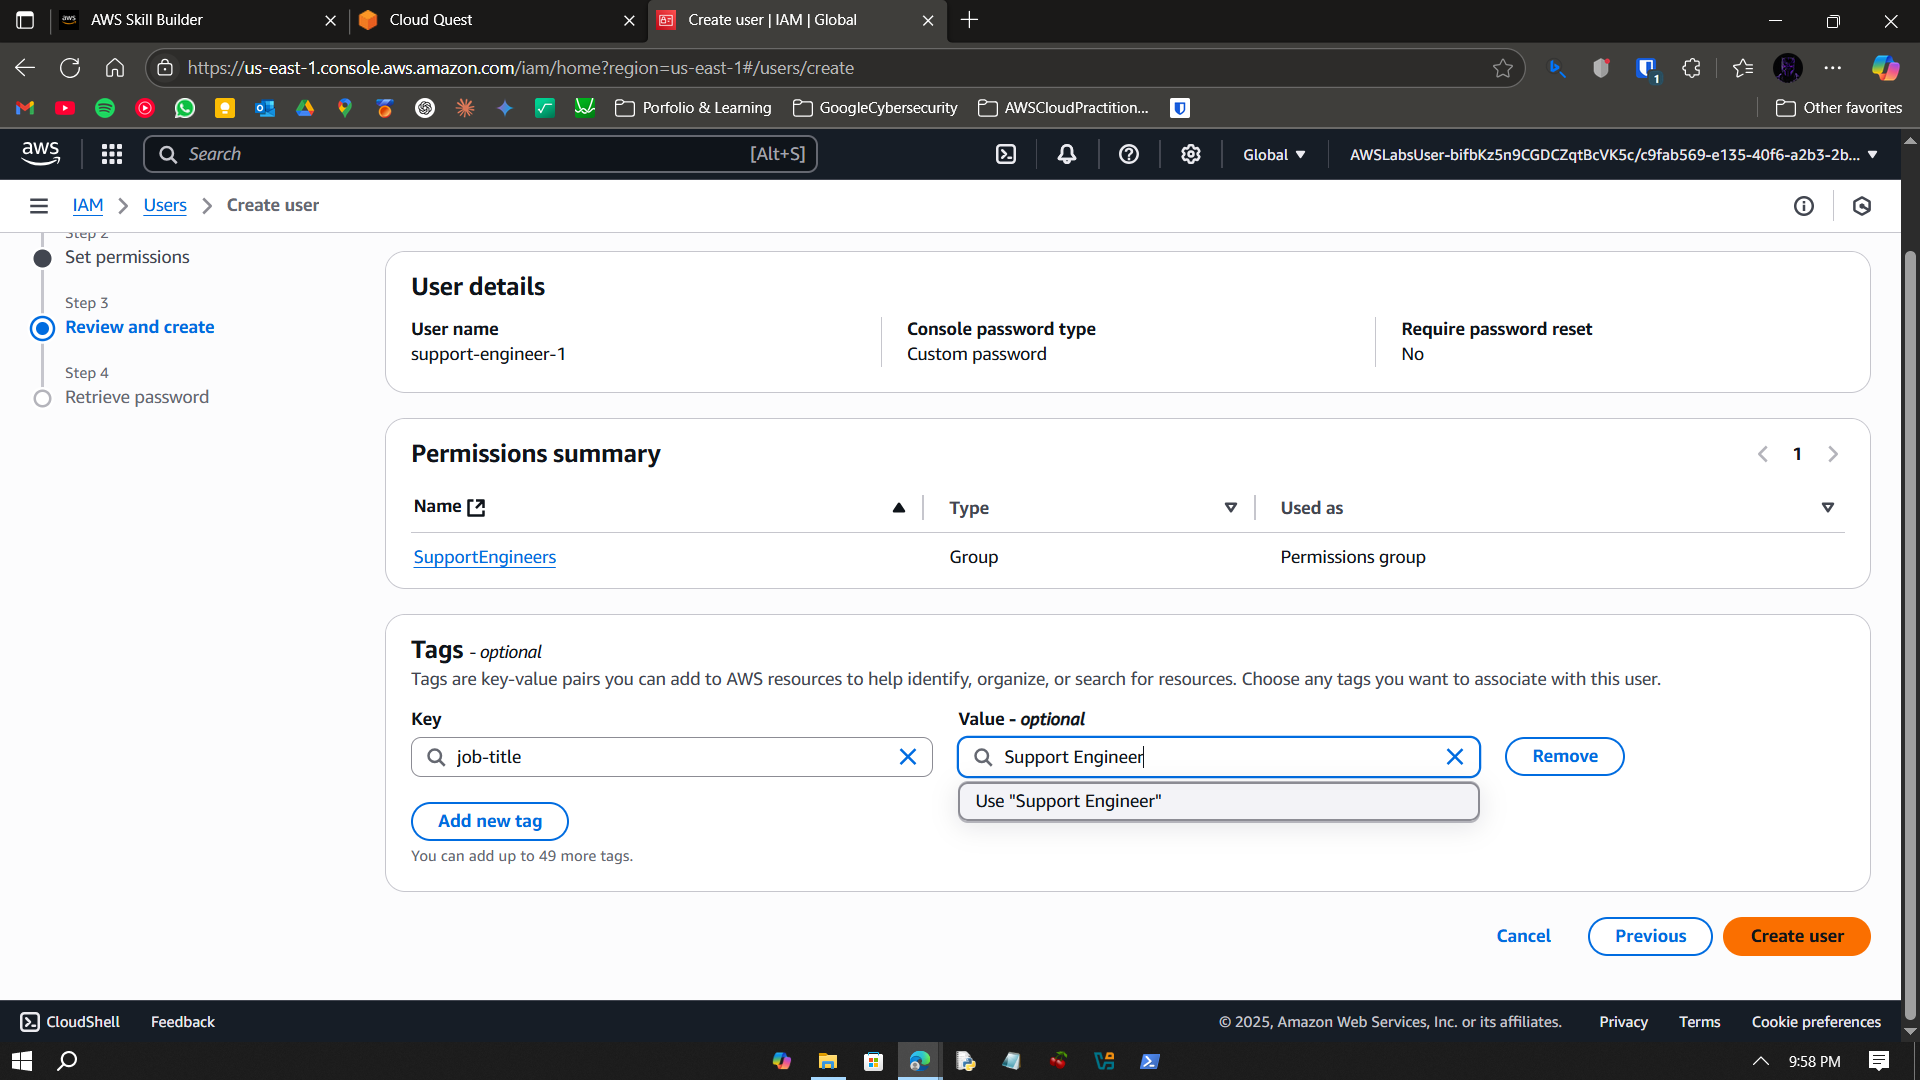 AWS Skill Builder
Cloud Quest
Create user | IAM | Global
https://us-east-1.console.aws.amazon.com/iam/home?region=us-east-1#/users/create
1
Porfolio & Learning
GoogleCybersecurity
AWSCloudPractition...
Other favorites
aws
Search
[Alt+S]
Global
AWSLabsUser-bifbKz5n9CGDCZqtBcVK5c/c9fab569-e135-40f6-a2b3-2b...
IAM
Users
Create user
Step 2
Set permissions
Step 3
Review and create
Step 4
Retrieve password
User details
User name
support-engineer-1
Console password type
Custom password
Require password reset
No
Permissions summary
1
Name
Type
Used as
SupportEngineers
Group
Permissions group
Tags - optional
Tags are key-value pairs you can add to AWS resources to help identify, organize, or search for resources. Choose any tags you want to associate with this user.
Key
Value - optional
job-title
Support Engineer
Remove
Use "Support Engineer"
Add new tag
You can add up to 49 more tags.
Cancel
Previous
Create user
CloudShell
Feedback
© 2025, Amazon Web Services, Inc. or its affiliates.
Privacy
Terms
Cookie preferences
9:58 PM